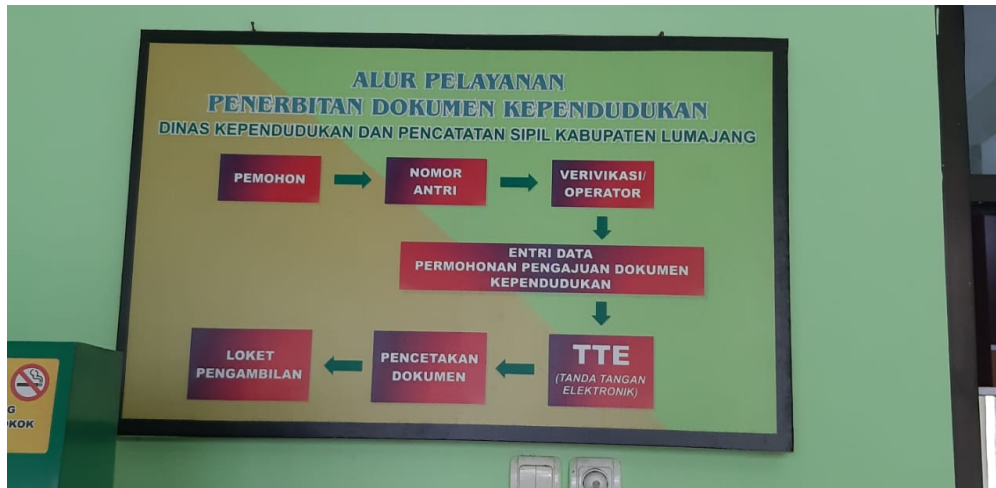 ALUR PELAYANAN
PENERBITAN DOKUMEN KEPENDUDUKAN
DINAS KEPENDUDUKAN DAN PENCATATAN SIPIL KABUPATEN LUMAJANG
PEMOHON
NOMOR
ANTRI
VERIVIKASI/
OPERATOR
ENTRI DATA
PERMOHONAN PENGAJUAN DOKUMEN
KEPENDUDUKAN
TTE
(TANDA TANGAN
ELEKTRONIK)
PENCETAKAN
DOKUMEN
LOKET
PENGAMBILAN
G
OKOK